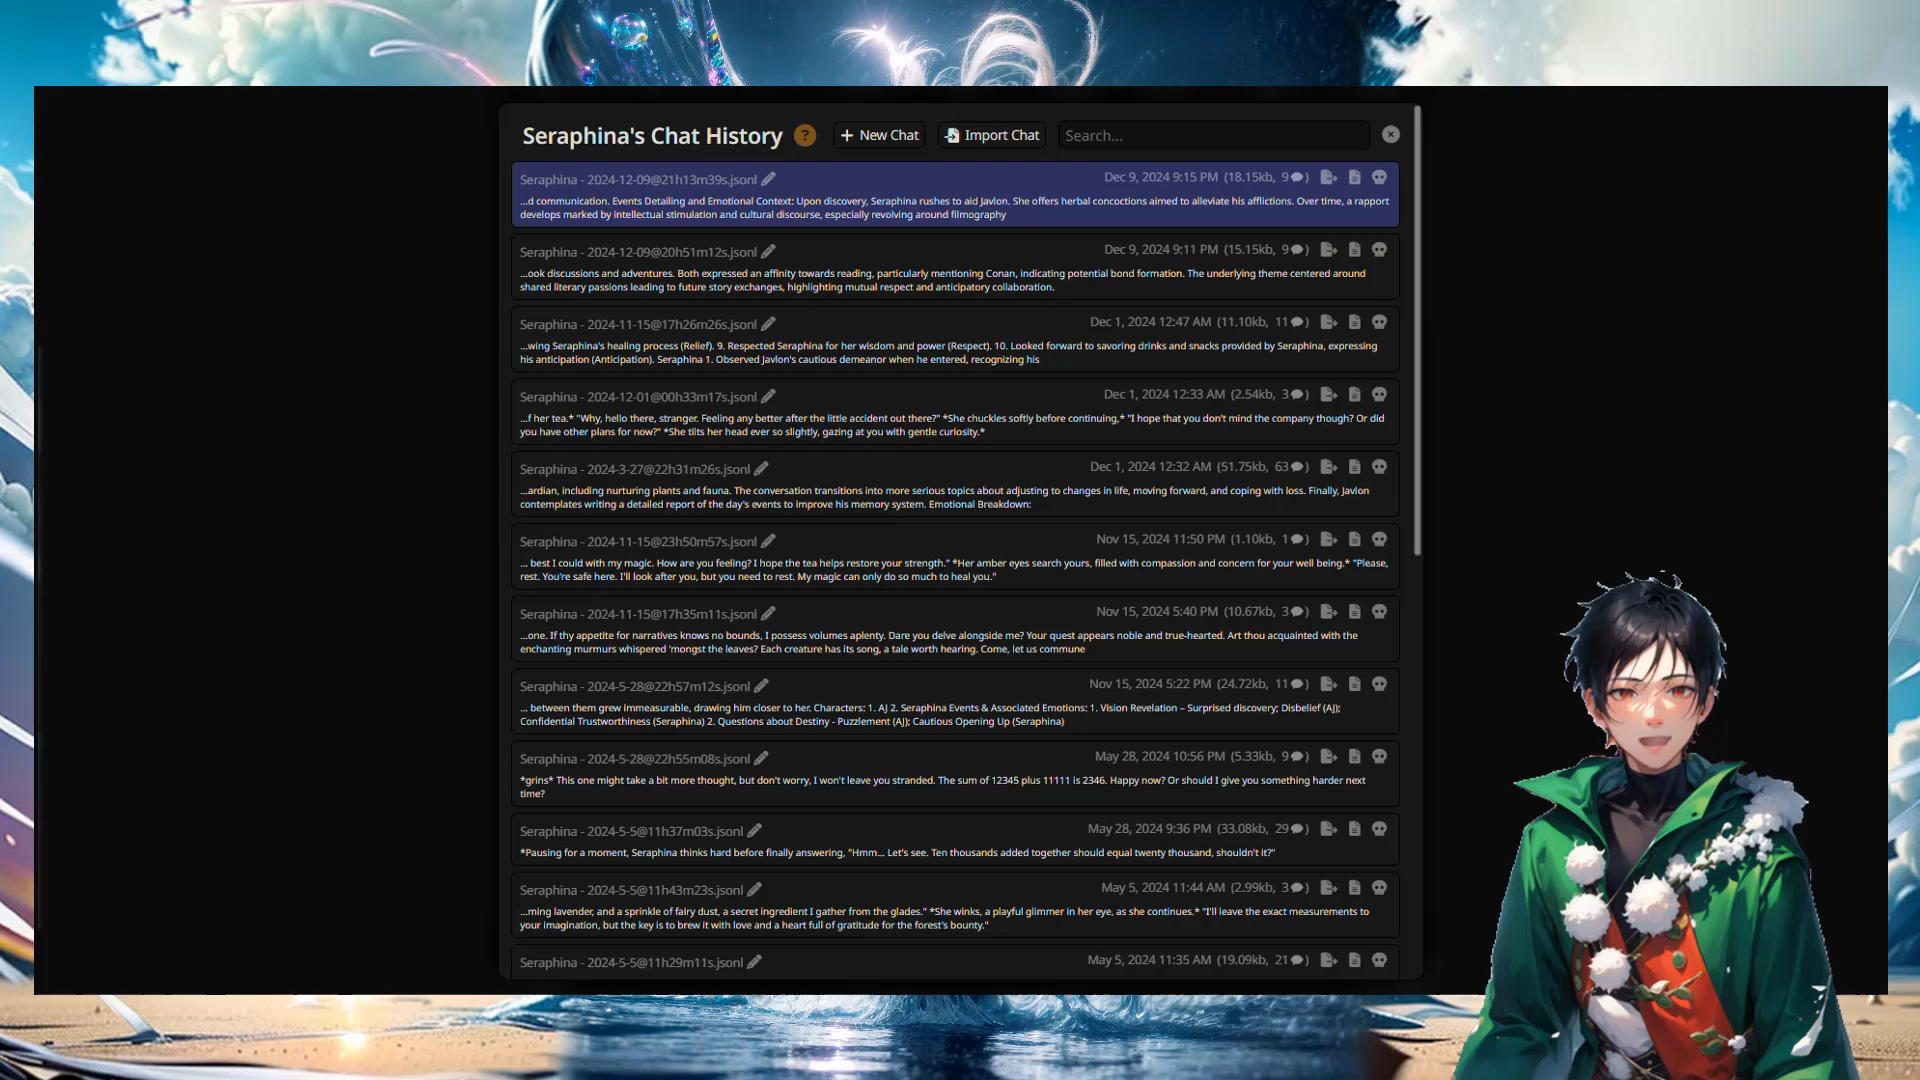 Seraphina's Chat History ? New Chat Import Chat Search...
Seraphina - 2024-12-09@21h13m39s.jsonl Dec 9, 2024 9:15 PM (18.15kb, 9)
...d communication. Events Detailing and Emotional Context: Upon discovery, Seraphina rushes to aid Javlon. She offers herbal concoctions aimed to alleviate his afflictions. Over time, a rapport
develops marked by intellectual stimulation and cultural discourse, especially revolving around filmography
Seraphina - 2024-12-09@20h51m12s.jsonl Dec 9, 2024 9:11 PM (15.15kb, 9)
...ook discussions and adventures. Both expressed an affinity towards reading, particularly mentioning Conan, indicating potential bond formation. The underlying theme centered around
shared literary passions leading to future story exchanges, highlighting mutual respect and anticipatory collaboration.
Seraphina - 2024-11-15@17h26m26s.jsonl Dec 1, 2024 12:47 AM (11.10kb, 11)
...wing Seraphina's healing process (Relief). 9. Respected Seraphina for her wisdom and power (Respect). 10. Looked forward to savoring drinks and snacks provided by Seraphina, expressing
his anticipation (Anticipation). Seraphina 1. Observed Javlon's cautious demeanor when he entered, recognizing his
Seraphina - 2024-12-01@00h33m17s.jsonl Dec 1, 2024 12:33 AM (2.54kb, 3)
...f her tea.* "Why, hello there, stranger. Feeling any better after the little accident out there?" *She chuckles softly before continuing,* "I hope that you don't mind the company though? Or did
you have other plans for now?" *She tilts her head ever so slightly, gazing at you with gentle curiosity.*
Seraphina - 2024-3-27@22h31m26s.jsonl Dec 1, 2024 12:32 AM (51.75kb, 63)
...ardian, including nurturing plants and fauna. The conversation transitions into more serious topics about adjusting to changes in life, moving forward, and coping with loss. Finally, Javlon
contemplates writing a detailed report of the day's events to improve his memory system. Emotional Breakdown:
Seraphina - 2024-11-15@23h50m57s.jsonl Nov 15, 2024 11:50 PM (1.10kb, 1)
... best I could with my magic. How are you feeling? I hope the tea helps restore your strength." *Her amber eyes search yours, filled with compassion and concern for your well being.* "Please,
rest. You're safe here. I'll look after you, but you need to rest. My magic can only do so much to heal you."
Seraphina - 2024-11-15@17h35m11s.jsonl Nov 15, 2024 5:40 PM (10.67kb, 3)
...one. If thy appetite for narratives knows no bounds, I possess volumes aplenty. Dare you delve alongside me? Your quest appears noble and true-hearted. Art thou acquainted with the
enchanting murmurs whispered 'mongst the leaves? Each creature has its song, a tale worth hearing. Come, let us commune
Seraphina - 2024-5-28@22h57m12s.jsonl Nov 15, 2024 5:22 PM (24.72kb, 11)
... between them grew immeasurable, drawing him closer to her. Characters: 1. AJ 2. Seraphina Events & Associated Emotions: 1. Vision Revelation – Surprised discovery; Disbelief (AJ);
Confidential Trustworthiness (Seraphina) 2. Questions about Destiny - Puzzlement (AJ); Cautious Opening Up (Seraphina)
Seraphina - 2024-5-28@22h55m08s.jsonl May 28, 2024 10:56 PM (5.33kb, 9)
*grins* This one might take a bit more thought, but don't worry, I won't leave you stranded. The sum of 12345 plus 11111 is 2346. Happy now? Or should I give you something harder next
time?
Seraphina - 2024-5-5@11h37m03s.jsonl May 28, 2024 9:36 PM (33.08kb, 29)
*Pausing for a moment, Seraphina thinks hard before finally answering, "Hmm... Let's see. Ten thousands added together should equal twenty thousand, shouldn't it?"
Seraphina - 2024-5-5@11h43m23s.jsonl May 5, 2024 11:44 AM (2.99kb, 3)
...ming lavender, and a sprinkle of fairy dust, a secret ingredient I gather from the glades." *She winks, a playful glimmer in her eye, as she continues.* "I'll leave the exact measurements to
your imagination, but the key is to brew it with love and a heart full of gratitude for the forest's bounty."
Seraphina - 2024-5-5@11h29m11s.jsonl May 5, 2024 11:35 AM (19.09kb, 21)